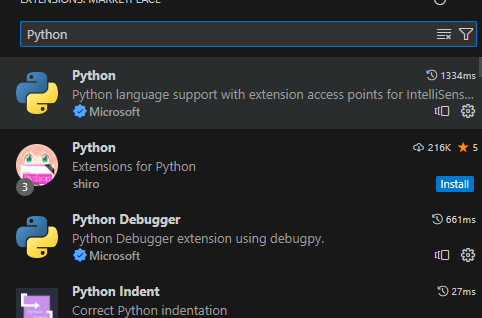 EXTENSIONS: MARKETPLACE
Python
Python 1334ms
Python language support with extension access points for IntelliSens...
Microsoft
Python 216K 5
Extensions for Python
3 shiro Install
Python Debugger 661ms
Python Debugger extension using debugpy.
Microsoft
Python Indent 27ms
Correct Python indentation